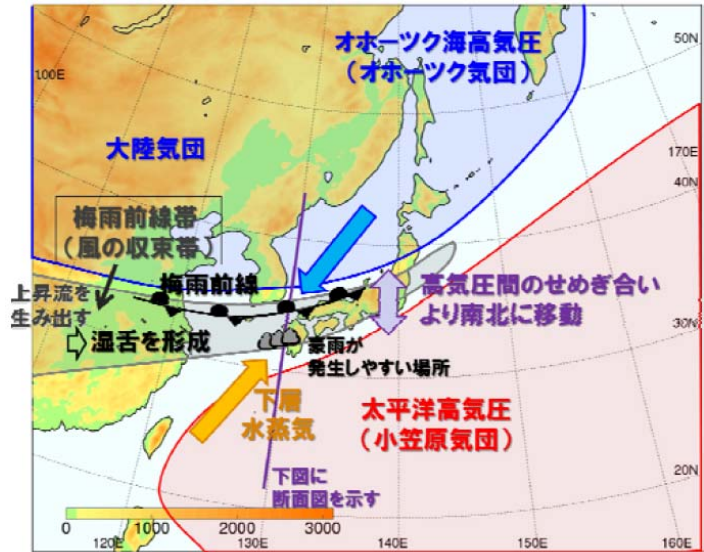 オホーツク海高気圧
（オホーツク気団）
50N
100E
大陸気団
170E
40N
梅雨前線帯
（風の収束帯）
梅雨前線
高気圧間のせめぎ合い
より南北に移動
上昇流を
生み出す
30N
湿舌を形成
豪雨が
発生しやすい場所
下層
水蒸気
太平洋高気圧
（小笠原気団）
20N
下図に
断面図を示す
0
1000
2000
3000
120E
130E
140E
150E
160E